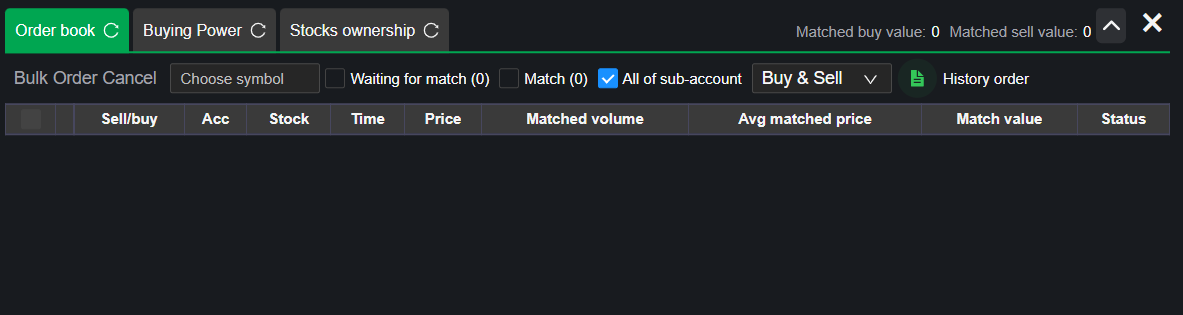 Order book Buying Power Stocks ownership Matched buy value: 0 Matched sell value: 0
Bulk Order Cancel Choose symbol Waiting for match (0) Match (0) All of sub-account Buy & Sell History order
Sell/buy Acc Stock Time Price Matched volume Avg matched price Match value Status